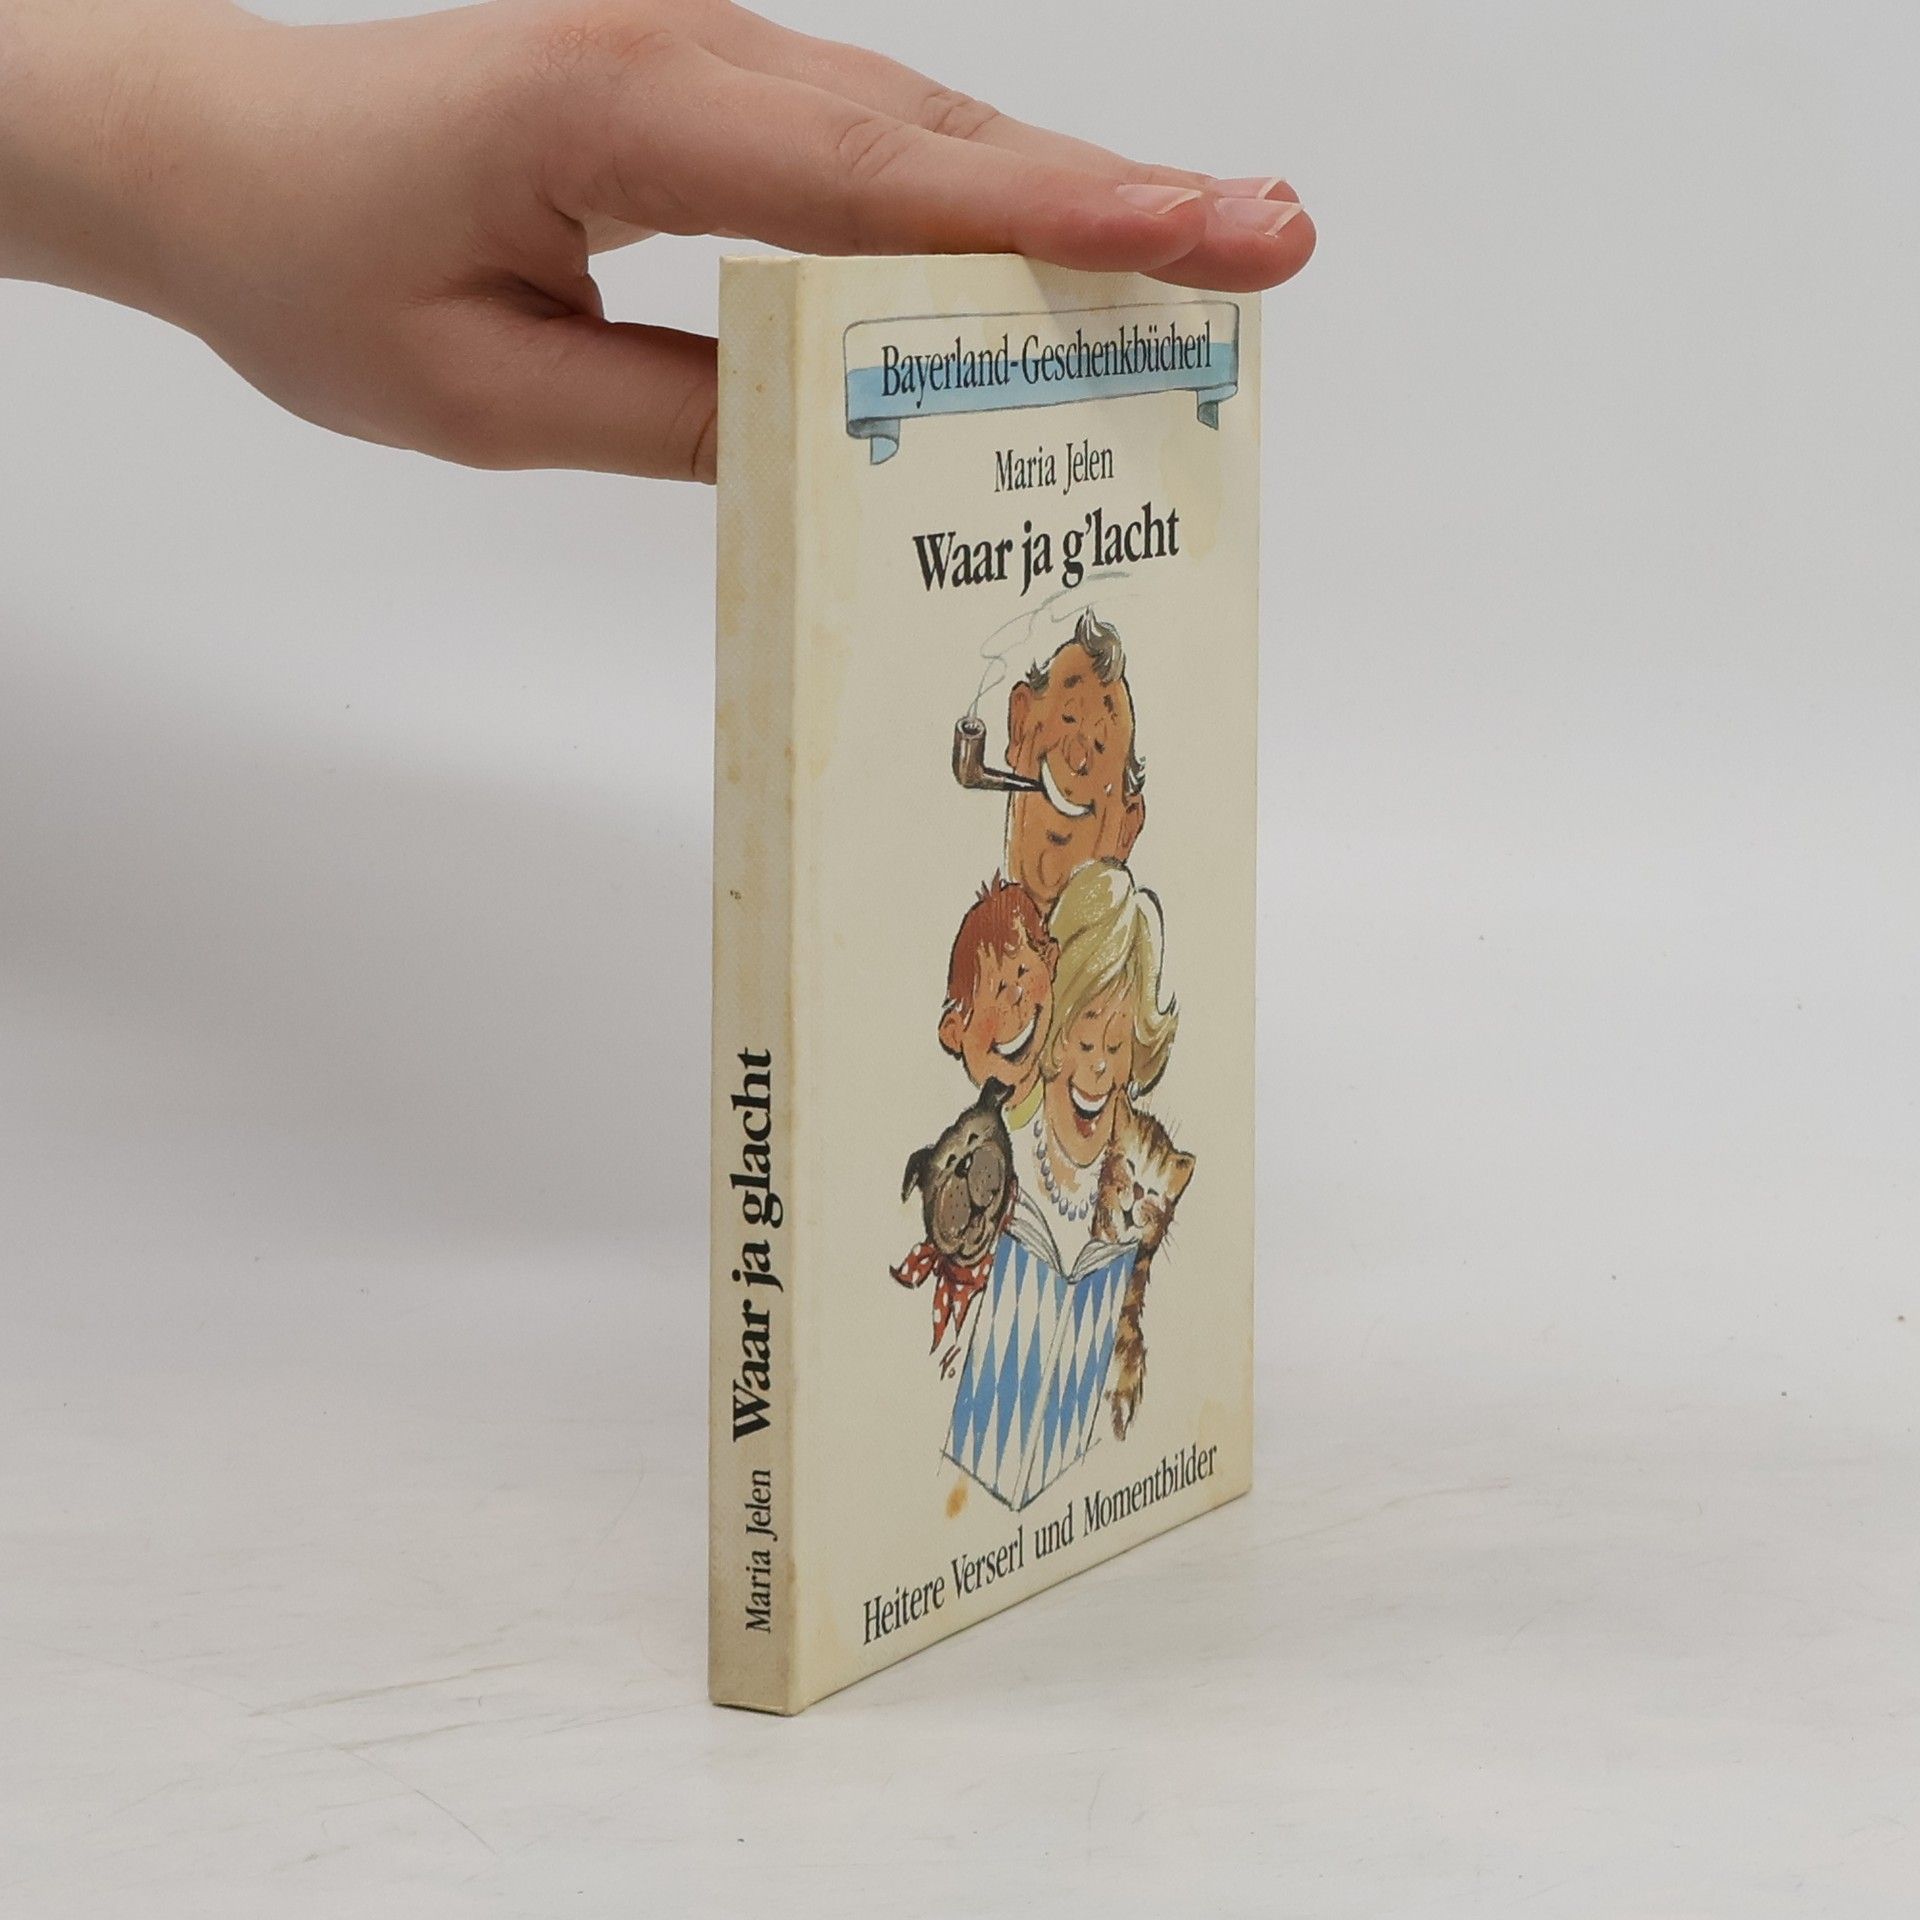 Bayerland-Geschenkbücherl
Maria Jelen
Waar ja g'lacht
Heitere Verserl und Momentbilder
Maria Jelen Waar ja glacht